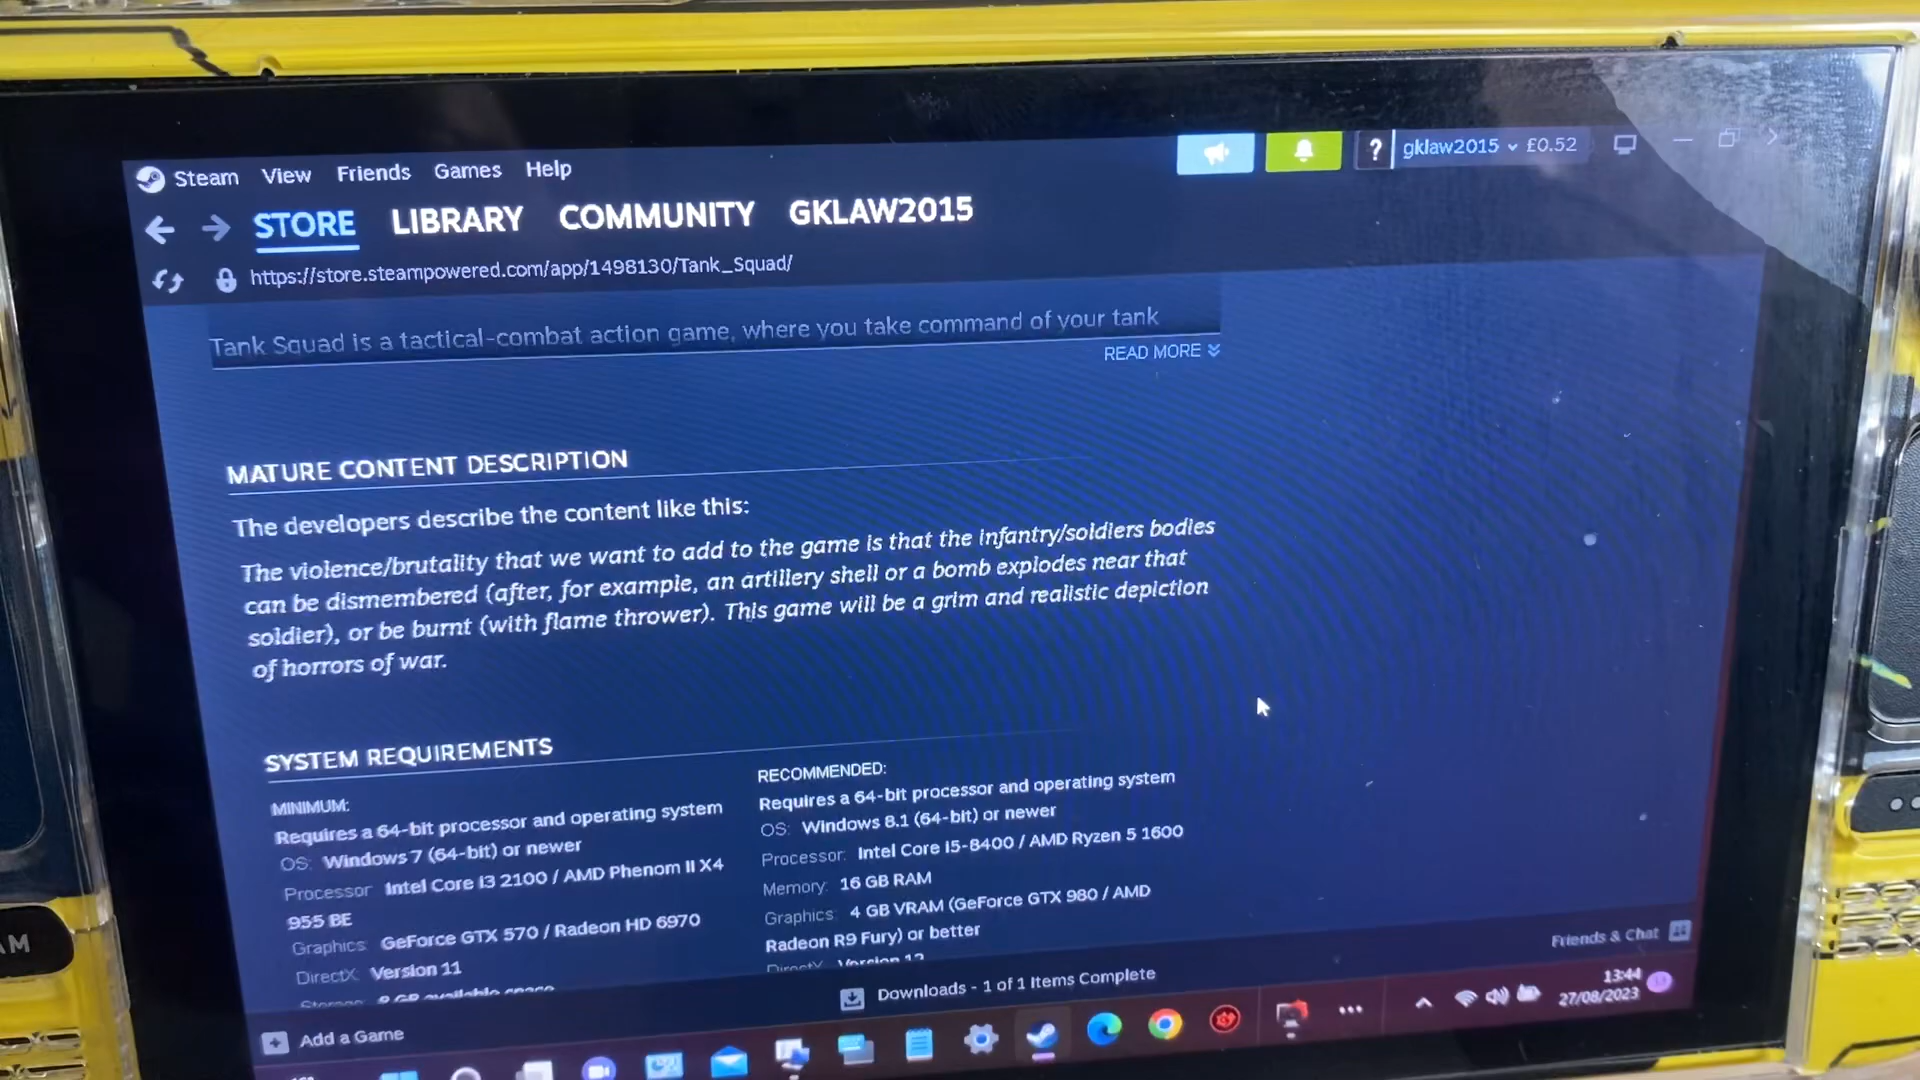 Steam View Friends Games Help
? gklaw2015 £0.52
STORE LIBRARY COMMUNITY GKLAW2015
https://store.steampowered.com/app/1498130/Tank_Squad/
Tank Squad is a tactical-combat action game, where you take command of your tank
READ MORE
MATURE CONTENT DESCRIPTION
The developers describe the content like this:
The violence/brutality that we want to add to the game is that the infantry/soldiers bodies
can be dismembered (after, for example, an artillery shell or a bomb explodes near that
soldier), or be burnt (with flame thrower). This game will be a grim and realistic depiction
of horrors of war.
SYSTEM REQUIREMENTS
MINIMUM:
Requires a 64-bit processor and operating system
OS: Windows 7 (64-bit) or newer
Processor Intel Core i3 2100 / AMD Phenom II X4
955 BE
Graphics: GeForce GTX 570 / Radeon HD 6970
DirectX: Version 11
Storage: 8 GB available space
RECOMMENDED:
Requires a 64-bit processor and operating system
OS: Windows 8.1 (64-bit) or newer
Processor: Intel Core i5-8400 / AMD Ryzen 5 1600
Memory: 16 GB RAM
Graphics: 4 GB VRAM (GeForce GTX 980 / AMD
Radeon R9 Fury) or better
DirectX: Version 12
Friends & Chat
Downloads - 1 of 1 Items Complete
Add a Game
13:44
27/08/2023
AM